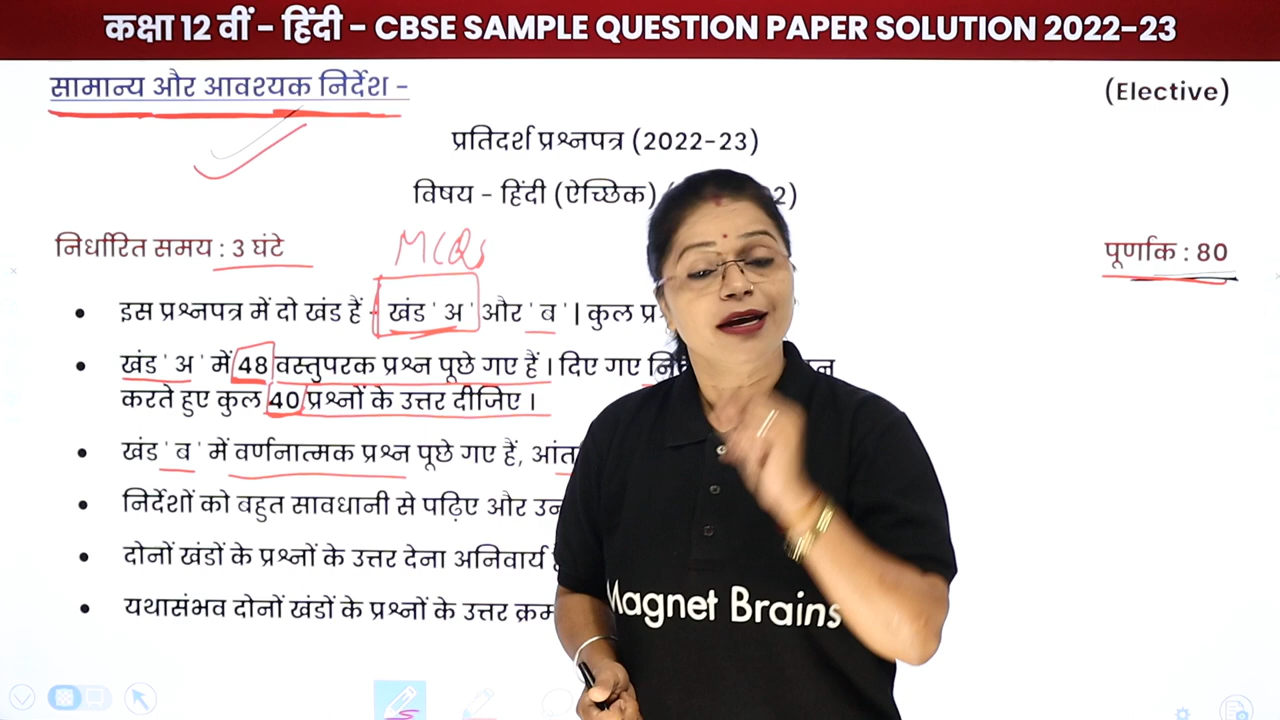 कक्षा 12 वीं - हिंदी - CBSE SAMPLE QUESTION PAPER SOLUTION 2022-23
सामान्य और आवश्यक निर्देश -
(Elective)
प्रतिदर्श प्रश्नपत्र (2022-23)
विषय - हिंदी (ऐच्छिक)
निर्धारित समय : 3 घंटे
MCQs
पूर्णांक : 80
• इस प्रश्नपत्र में दो खंड हैं - खंड ' अ ' और ' ब ' | कुल
• खंड ' अ ' में 48 वस्तुपरक प्रश्न पूछे गए हैं । दिए गए
करते हुए कुल 40 प्रश्नों के उत्तर दीजिए ।
• खंड ' ब ' में वर्णनात्मक प्रश्न पूछे गए हैं,
• निर्देशों को बहुत सावधानी से पढ़िए और
• दोनों खंडों के प्रश्नों के उत्तर देना अनिवार्य
• यथासंभव दोनों खंडों के प्रश्नों के उत्तर
Magnet Brains